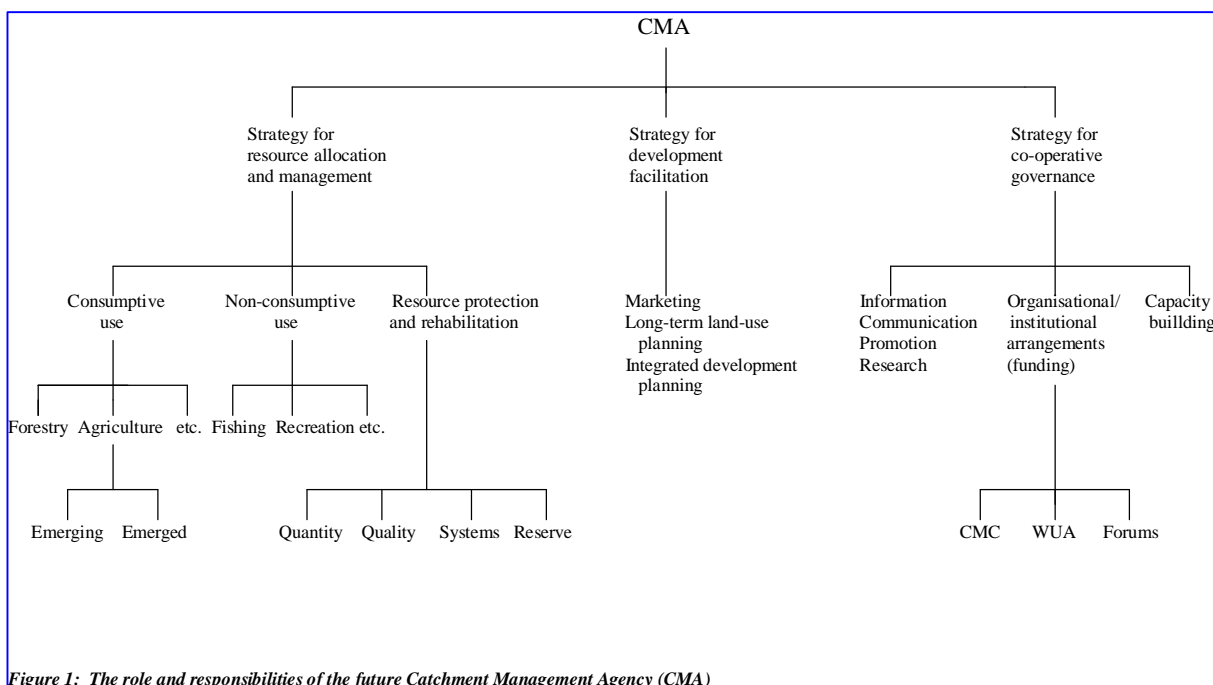 CMA
Strategy for
resource allocation
and management
Strategy for
development
facilitation
Strategy for
co-operative
governance
Consumptive
use
Non-consumptive
use
Resource protection
and rehabilitation
Marketing
Long-term land-use
planning
Integrated development
planning
Information
Communication
Promotion
Research
Organisational/
institutional
arrangements
(funding)
Capacity
buillding
Forestry Agriculture etc.
Fishing Recreation etc.
Emerging Emerged
Quantity Quality Systems Reserve
CMC WUA Forums
Figure 1: The role and responsibilities of the future Catchment Management Agency (CMA)